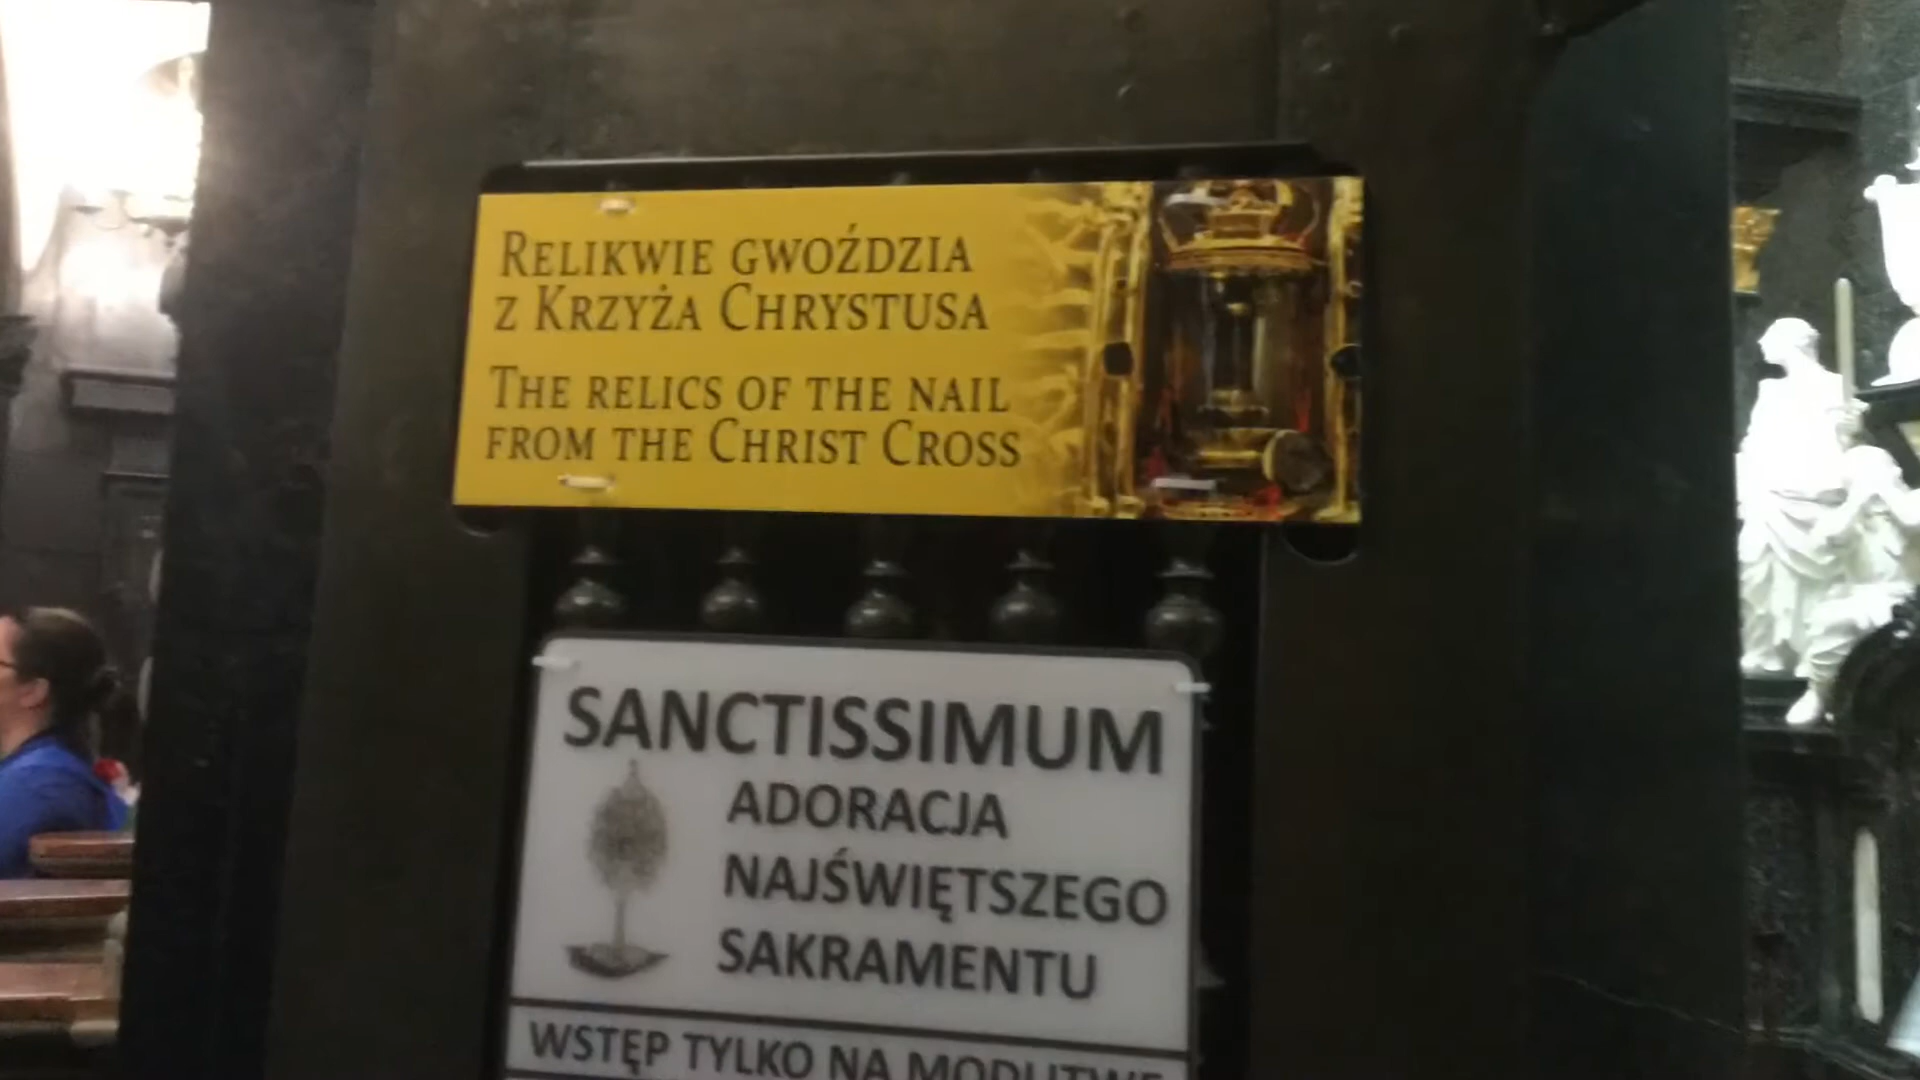 RELIKWIE GWOŹDZIA
Z KRZYŻA CHRYSTUSA
THE RELICS OF THE NAIL
FROM THE CHRIST CROSS
SANCTISSIMUM
ADORACJA
NAJŚWIĘTSZEGO
SAKRAMENTU
WSTĘP TYLKO NA MODLITWĘ